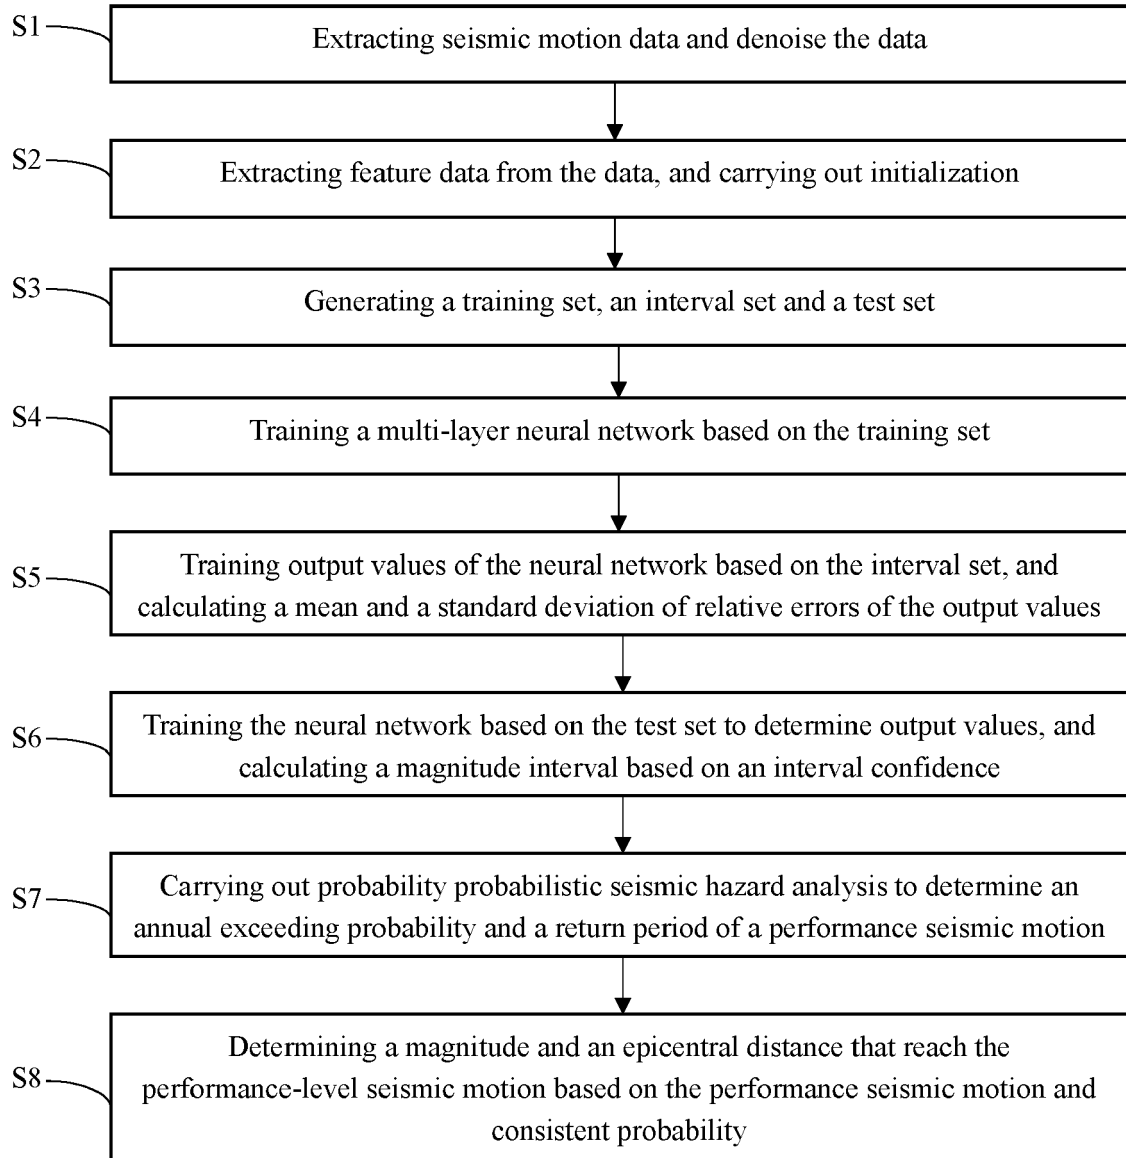 S1
Extracting seismic motion data and denoise the data
S2
Extracting feature data from the data, and carrying out initialization
S3
Generating a training set, an interval set and a test set
S4
Training a multi-layer neural network based on the training set
S5
Training output values of the neural network based on the interval set, and
calculating a mean and a standard deviation of relative errors of the output values
S6
Training the neural network based on the test set to determine output values, and
calculating a magnitude interval based on an interval confidence
S7
Carrying out probability probabilistic seismic hazard analysis to determine an
annual exceeding probability and a return period of a performance seismic motion
S8
Determining a magnitude and an epicentral distance that reach the
performance-level seismic motion based on the performance seismic motion and
consistent probability